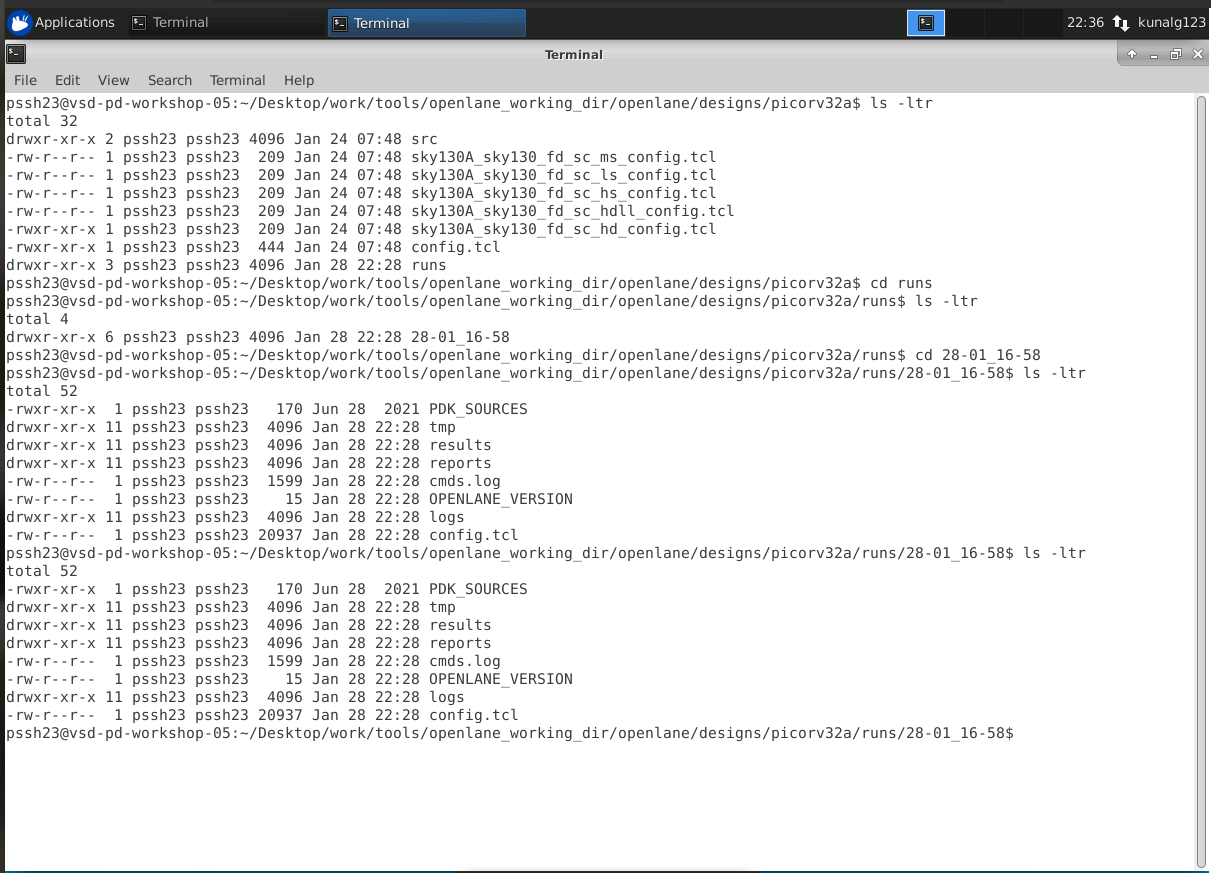 Applications Terminal Terminal 22:36 kunalg123
Terminal
File Edit View Search Terminal Help
pssh23@vsd-pd-workshop-05:~/Desktop/work/tools/openlane_working_dir/openlane/designs/picorv32a$ ls -ltr
total 32
drwxr-xr-x 2 pssh23 pssh23 4096 Jan 24 07:48 src
-rw-r--r-- 1 pssh23 pssh23  209 Jan 24 07:48 sky130A_sky130_fd_sc_ms_config.tcl
-rw-r--r-- 1 pssh23 pssh23  209 Jan 24 07:48 sky130A_sky130_fd_sc_ls_config.tcl
-rw-r--r-- 1 pssh23 pssh23  209 Jan 24 07:48 sky130A_sky130_fd_sc_hs_config.tcl
-rw-r--r-- 1 pssh23 pssh23  209 Jan 24 07:48 sky130A_sky130_fd_sc_hdll_config.tcl
-rwxr-xr-x 1 pssh23 pssh23  209 Jan 24 07:48 sky130A_sky130_fd_sc_hd_config.tcl
-rwxr-xr-x 1 pssh23 pssh23  444 Jan 24 07:48 config.tcl
drwxr-xr-x 3 pssh23 pssh23 4096 Jan 28 22:28 runs
pssh23@vsd-pd-workshop-05:~/Desktop/work/tools/openlane_working_dir/openlane/designs/picorv32a$ cd runs
pssh23@vsd-pd-workshop-05:~/Desktop/work/tools/openlane_working_dir/openlane/designs/picorv32a/runs$ ls -ltr
total 4
drwxr-xr-x 6 pssh23 pssh23 4096 Jan 28 22:28 28-01_16-58
pssh23@vsd-pd-workshop-05:~/Desktop/work/tools/openlane_working_dir/openlane/designs/picorv32a/runs$ cd 28-01_16-58
pssh23@vsd-pd-workshop-05:~/Desktop/work/tools/openlane_working_dir/openlane/designs/picorv32a/runs/28-01_16-58$ ls -ltr
total 52
-rwxr-xr-x  1 pssh23 pssh23   170 Jun 28  2021 PDK_SOURCES
drwxr-xr-x 11 pssh23 pssh23  4096 Jan 28 22:28 tmp
drwxr-xr-x 11 pssh23 pssh23  4096 Jan 28 22:28 results
drwxr-xr-x 11 pssh23 pssh23  4096 Jan 28 22:28 reports
-rw-r--r--  1 pssh23 pssh23  1599 Jan 28 22:28 cmds.log
-rw-r--r--  1 pssh23 pssh23    15 Jan 28 22:28 OPENLANE_VERSION
drwxr-xr-x 11 pssh23 pssh23  4096 Jan 28 22:28 logs
-rw-r--r--  1 pssh23 pssh23 20937 Jan 28 22:28 config.tcl
pssh23@vsd-pd-workshop-05:~/Desktop/work/tools/openlane_working_dir/openlane/designs/picorv32a/runs/28-01_16-58$ ls -ltr
total 52
-rwxr-xr-x  1 pssh23 pssh23   170 Jun 28  2021 PDK_SOURCES
drwxr-xr-x 11 pssh23 pssh23  4096 Jan 28 22:28 tmp
drwxr-xr-x 11 pssh23 pssh23  4096 Jan 28 22:28 results
drwxr-xr-x 11 pssh23 pssh23  4096 Jan 28 22:28 reports
-rw-r--r--  1 pssh23 pssh23  1599 Jan 28 22:28 cmds.log
-rw-r--r--  1 pssh23 pssh23    15 Jan 28 22:28 OPENLANE_VERSION
drwxr-xr-x 11 pssh23 pssh23  4096 Jan 28 22:28 logs
-rw-r--r--  1 pssh23 pssh23 20937 Jan 28 22:28 config.tcl
pssh23@vsd-pd-workshop-05:~/Desktop/work/tools/openlane_working_dir/openlane/designs/picorv32a/runs/28-01_16-58$